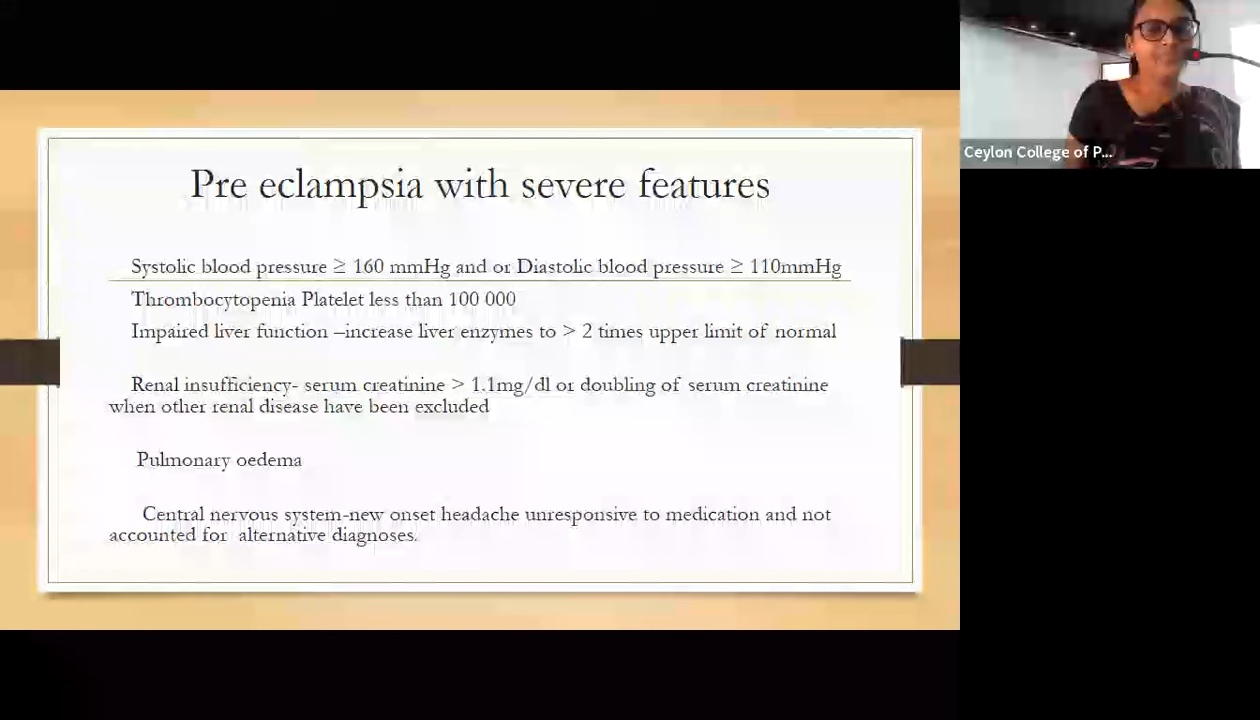 Pre eclampsia with severe features
Systolic blood pressure ≥ 160 mmHg and or Diastolic blood pressure ≥ 110mmHg
Thrombocytopenia Platelet less than 100 000
Impaired liver function –increase liver enzymes to > 2 times upper limit of normal
Renal insufficiency- serum creatinine > 1.1mg/dl or doubling of serum creatinine
when other renal disease have been excluded
Pulmonary oedema
Central nervous system-new onset headache unresponsive to medication and not
accounted for alternative diagnoses.
Ceylon College of P...